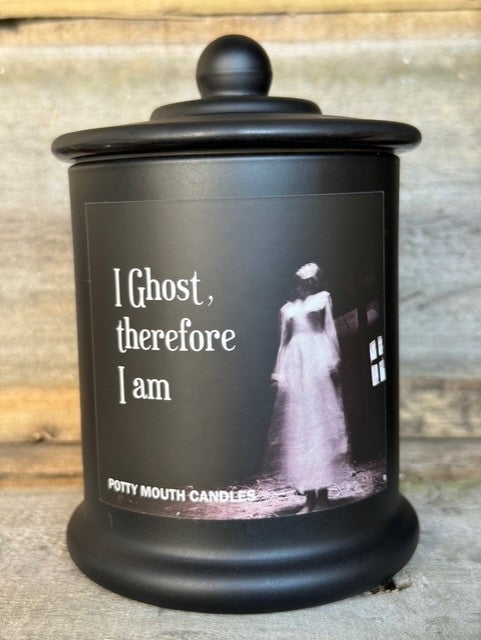 I Ghost,
therefore
I am
POTTY MOUTH CANDLES